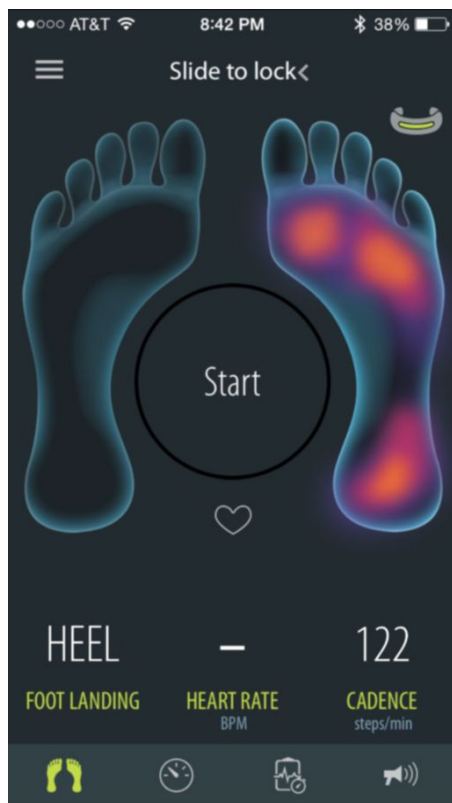 AT&T 8:42 PM 38%
Slide to lock<
Start
HEEL – 122
FOOT LANDING HEART RATE CADENCE
BPM steps/min